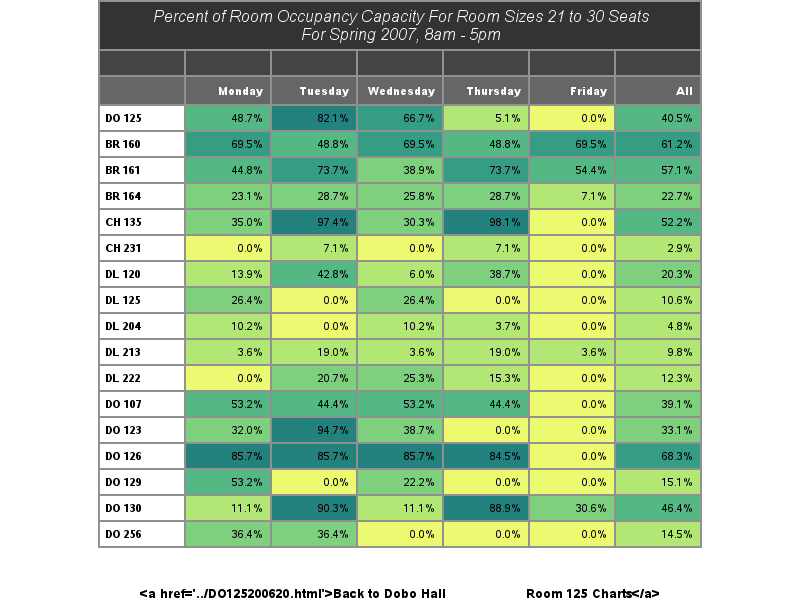 Percent of Room Occupancy Capacity For Room Sizes 21 to 30 Seats
For Spring 2007, 8am - 5pm
Monday Tuesday Wednesday Thursday Friday All
DO 125 48.7% 82.1% 66.7% 5.1% 0.0% 40.5%
BR 160 69.5% 48.8% 69.5% 48.8% 69.5% 61.2%
BR 161 44.8% 73.7% 38.9% 73.7% 54.4% 57.1%
BR 164 23.1% 28.7% 25.8% 28.7% 7.1% 22.7%
CH 135 35.0% 97.4% 30.3% 98.1% 0.0% 52.2%
CH 231 0.0% 7.1% 0.0% 7.1% 0.0% 2.9%
DL 120 13.9% 42.8% 6.0% 38.7% 0.0% 20.3%
DL 125 26.4% 0.0% 26.4% 0.0% 0.0% 10.6%
DL 204 10.2% 0.0% 10.2% 3.7% 0.0% 4.8%
DL 213 3.6% 19.0% 3.6% 19.0% 3.6% 9.8%
DL 222 0.0% 20.7% 25.3% 15.3% 0.0% 12.3%
DO 107 53.2% 44.4% 53.2% 44.4% 0.0% 39.1%
DO 123 32.0% 94.7% 38.7% 0.0% 0.0% 33.1%
DO 126 85.7% 85.7% 85.7% 84.5% 0.0% 68.3%
DO 129 53.2% 0.0% 22.2% 0.0% 0.0% 15.1%
DO 130 11.1% 90.3% 11.1% 88.9% 30.6% 46.4%
DO 256 36.4% 36.4% 0.0% 0.0% 0.0% 14.5%
<a href='../DO125200620.html'>Back to Dobo Hall Room 125 Charts</a>